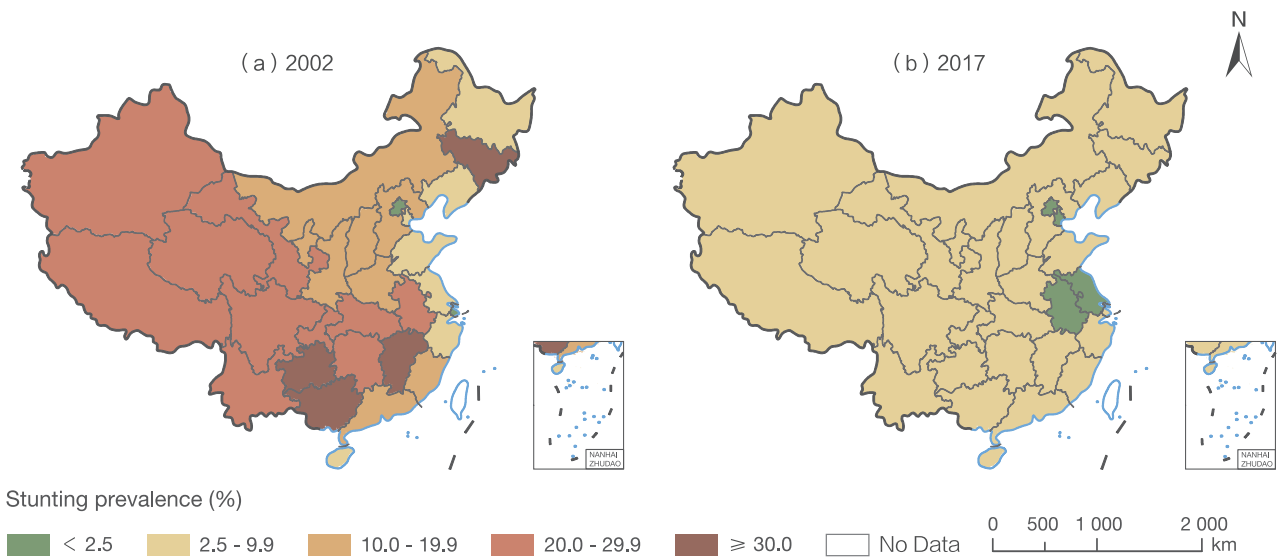 (a) 2002
(b) 2017
N
NANHAI
ZHUDAO
NANHAI
ZHUDAO
Stunting prevalence (%)
< 2.5
2.5 - 9.9
10.0 - 19.9
20.0 - 29.9
≥ 30.0
No Data
0 500 1 000 2 000
km